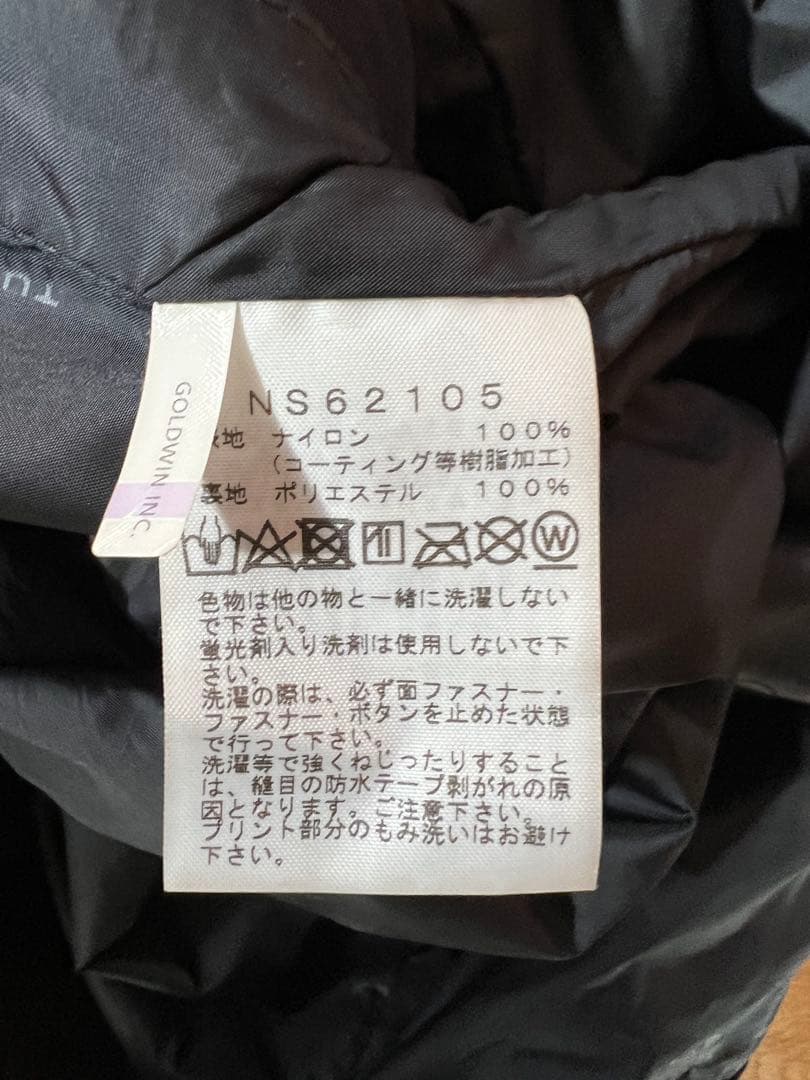 TU
GOLDWIN INC.
NS62105
表地 ナイロン 100%
(コーティング等樹脂加工)
裏地 ポリエステル 100%
W
色物は他の物と一緒に洗濯しない
で下さい。
蛍光剤入り洗剤は使用しないで下
さい。
洗濯の際は、必ず面ファスナー・
ファスナー・ボタンを止めた状態
で行って下さい。
洗濯等で強くねじったりすること
は、縫目の防水テープ剥がれの原
因となります。ご注意下さい。
プリント部分のもみ洗いはお避け
下さい。